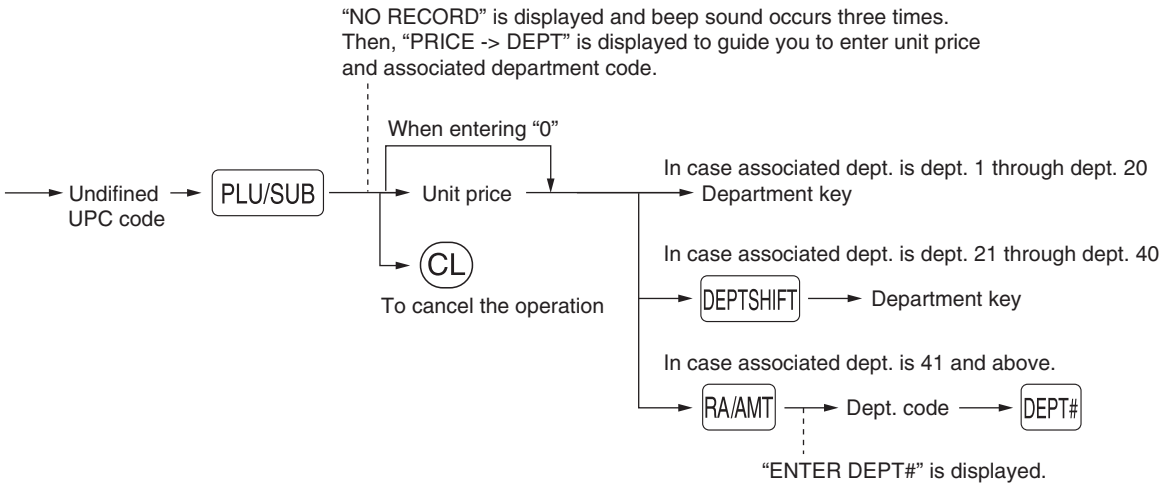 “NO RECORD” is displayed and beep sound occurs three times.
Then, “PRICE -> DEPT” is displayed to guide you to enter unit price
and associated department code.
When entering “0”
Undifined
UPC code
PLU/SUB
Unit price
CL
To cancel the operation
In case associated dept. is dept. 1 through dept. 20
Department key
In case associated dept. is dept. 21 through dept. 40
DEPTSHIFT
Department key
In case associated dept. is 41 and above.
RA/AMT
Dept. code
DEPT#
“ENTER DEPT#” is displayed.